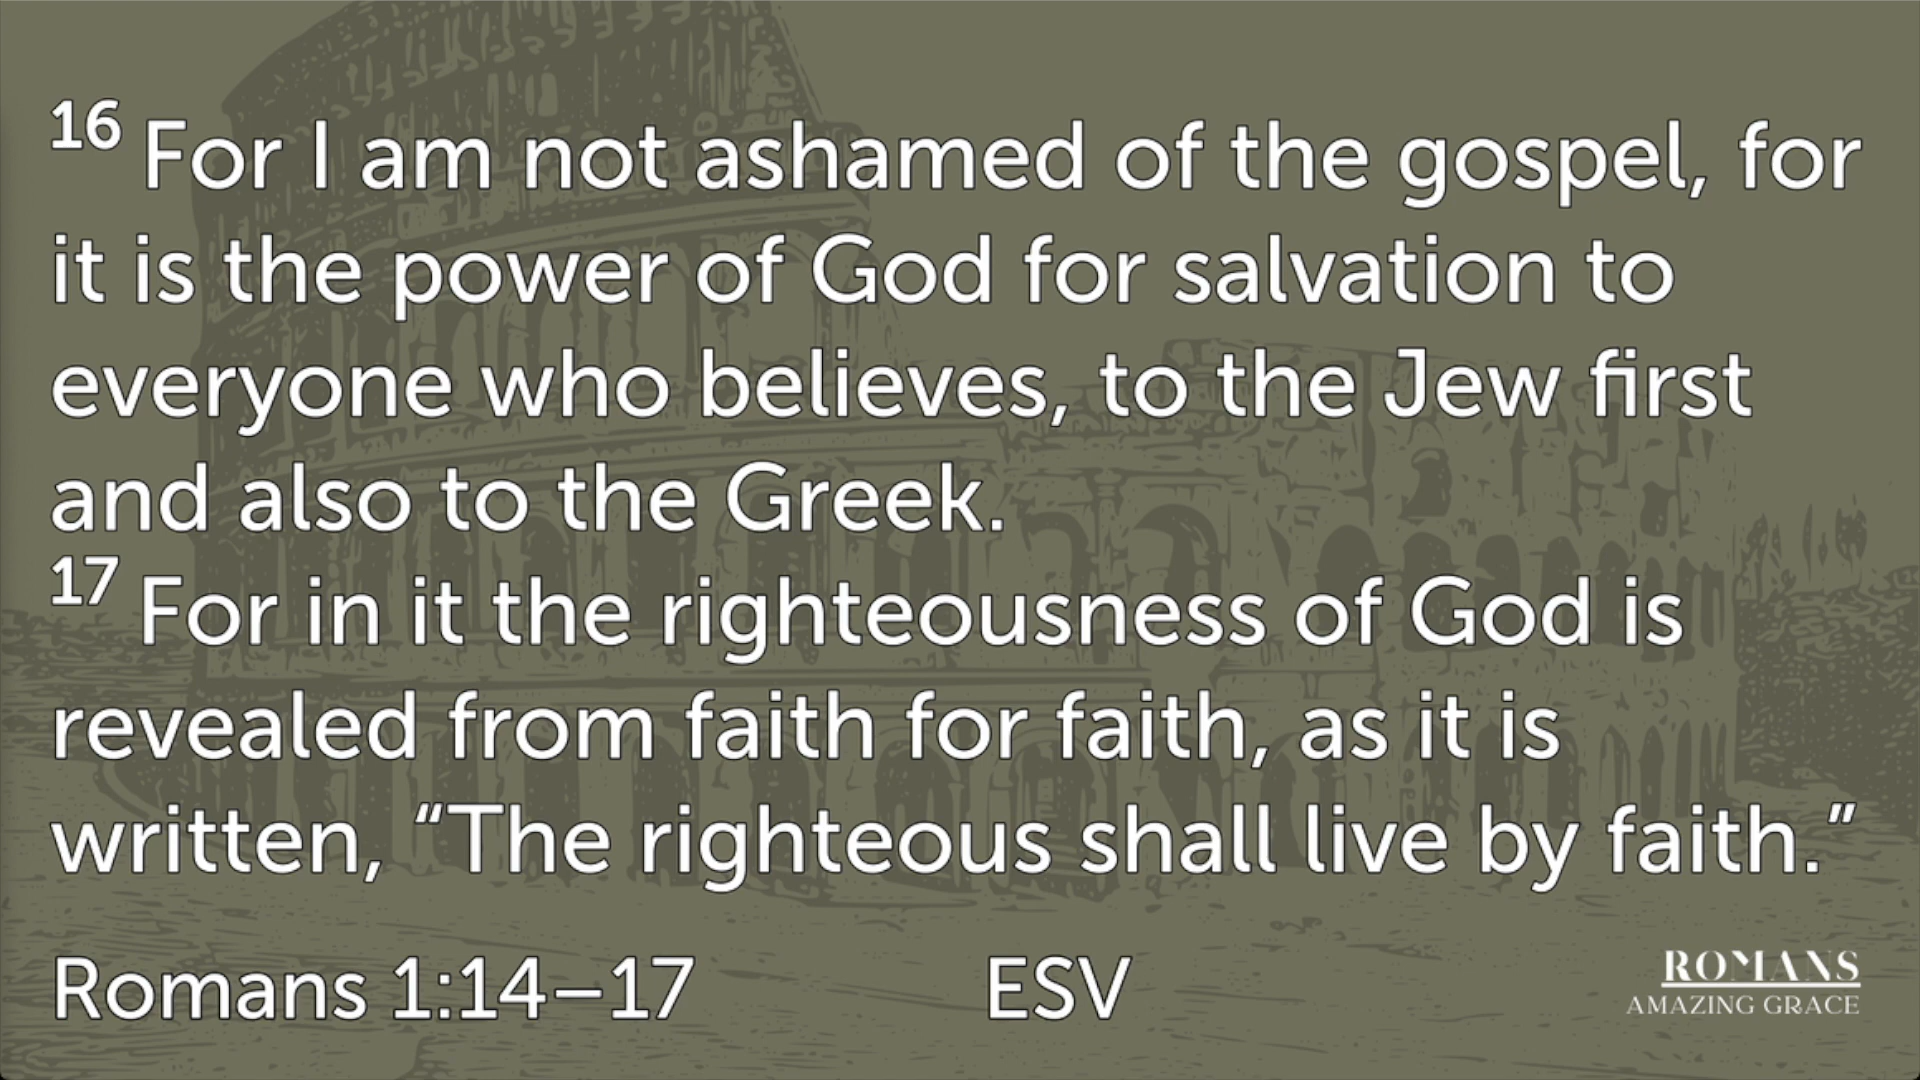 16 For I am not ashamed of the gospel, for
it is the power of God for salvation to
everyone who believes, to the Jew first
and also to the Greek.
17 For in it the righteousness of God is
revealed from faith for faith, as it is
written, “The righteous shall live by faith.”
Romans 1:14–17 ESV
ROMANS
AMAZING GRACE